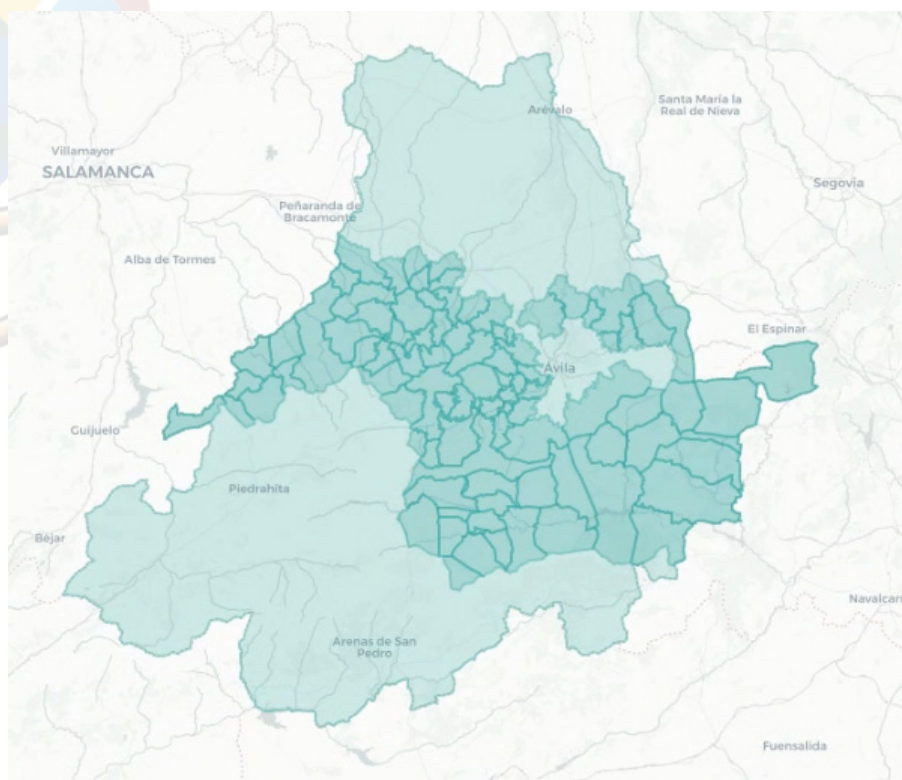 Arévalo
Santa María la
Real de Nieva
Villamayor
SALAMANCA
Segovia
Peñaranda de
Bracamonte
Alba de Tormes
El Espinar
Ávila
Guijuelo
Piedrahita
Béjar
Navalcar
Arenas de San
Pedro
Fuensalida